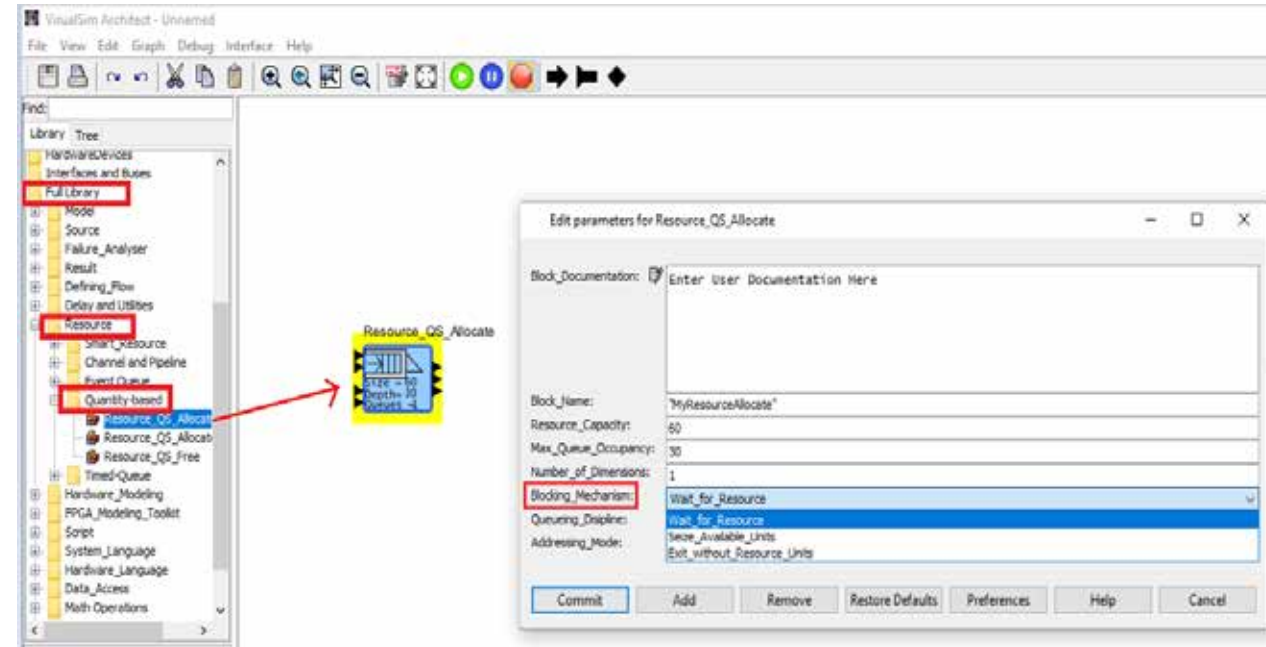 VisualSim Architect - Unnamed
File View Edit Graph Debug Interface Help
Find:
Library Tree
HardwareDevices
Interfaces and Buses
Full Library
Model
Source
Failure_Analyser
Result
Defining_Flow
Delay and Utilities
Resource
Smart_Resource
Channel and Pipeline
Event Queue
Quantity-based
Resource_QS_Allocat
Resource_QS_Allocat
Resource_QS_Free
Timed-Queue
Hardware_Modeling
FPGA_Modeling_Toolkit
Script
System_Language
Hardware_Language
Data_Access
Math Operations
Resource_QS_Allocate
Size = 60
Depth= 30
Queues =
Edit parameters for Resource_QS_Allocate
Block_Documentation: Enter User Documentation Here
Block_Name: "MyResourceAllocate"
Resource_Capacity: 60
Max_Queue_Occupancy: 30
Number_of_Dimensions: 1
Blocking_Mechanism: Wait_for_Resource
Queueing_Disipline: Wait_for_Resource
Seize_Available_Units
Addressing_Mode: Exit_without_Resource_Units
Commit Add Remove Restore Defaults Preferences Help Cancel